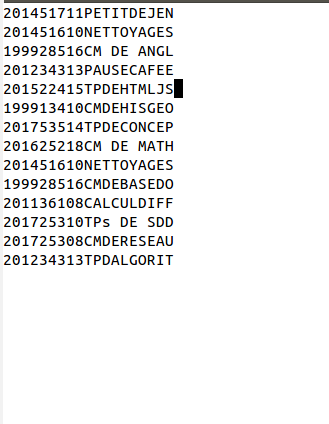 201451711PETITDEJEN
201451610NETTOYAGES
199928516CM DE ANGL
201234313PAUSECAFEE
201522415TPDEHTMLJS
199913410CMDEHISGEO
201753514TPDECONCEP
201625218CM DE MATH
201451610NETTOYAGES
199928516CMDEBASEDO
201136108CALCULDIFF
201725310TPs DE SDD
201725308CMDERESEAU
201234313TPDALGORIT